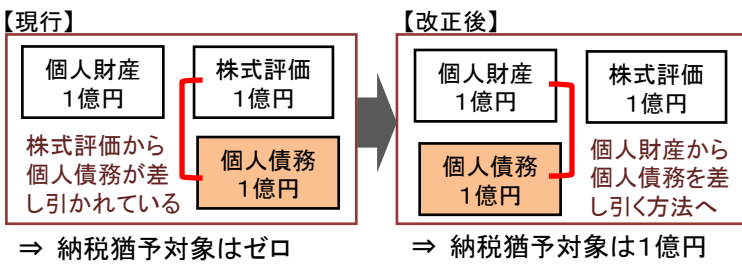 【現行】
個人財産
１億円
株式評価
１億円
株式評価から
個人債務が差
し引かれている
個人債務
１億円
⇒ 納税猶予対象はゼロ
【改正後】
個人財産
１億円
株式評価
１億円
個人債務
１億円
個人財産から
個人債務を差
し引く方法へ
⇒ 納税猶予対象は１億円